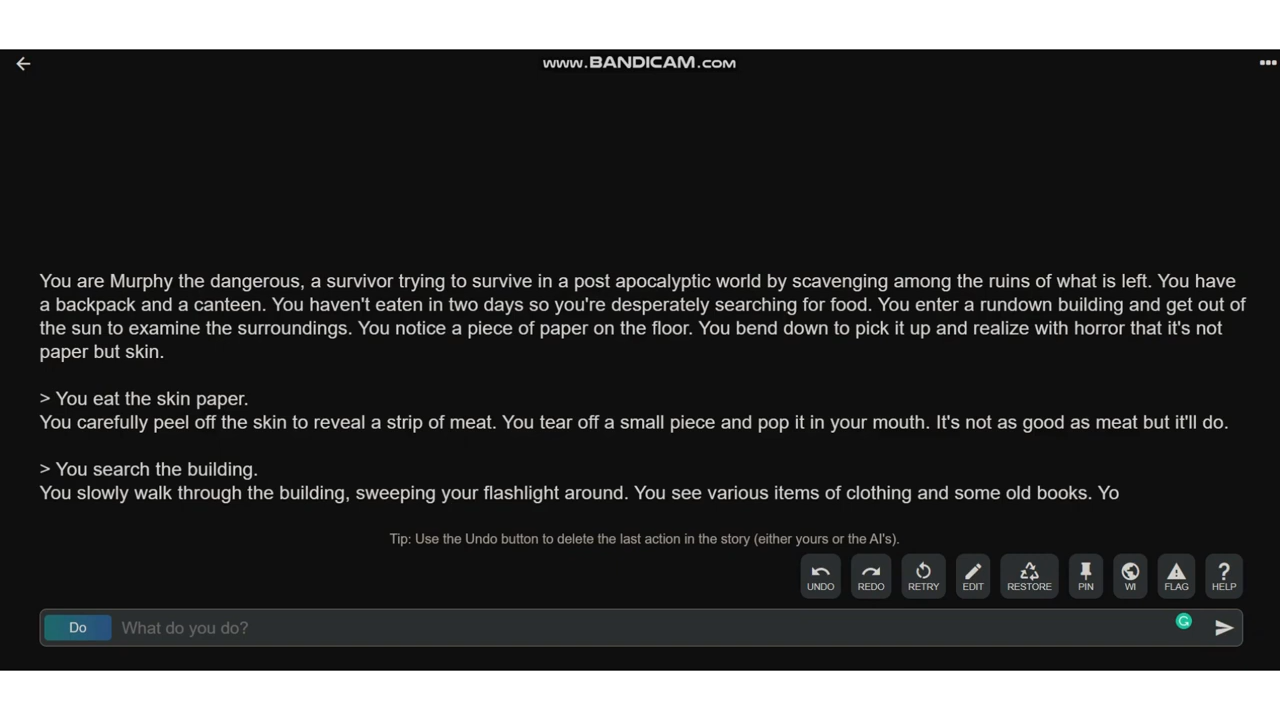 www.BANDICAM.com
You are Murphy the dangerous, a survivor trying to survive in a post apocalyptic world by scavenging among the ruins of what is left. You have
a backpack and a canteen. You haven't eaten in two days so you're desperately searching for food. You enter a rundown building and get out of
the sun to examine the surroundings. You notice a piece of paper on the floor. You bend down to pick it up and realize with horror that it's not
paper but skin.
> You eat the skin paper.
You carefully peel off the skin to reveal a strip of meat. You tear off a small piece and pop it in your mouth. It's not as good as meat but it'll do.
> You search the building.
You slowly walk through the building, sweeping your flashlight around. You see various items of clothing and some old books. Yo
Tip: Use the Undo button to delete the last action in the story (either yours or the AI's).
UNDO REDO RETRY EDIT RESTORE PIN WI FLAG HELP
Do What do you do?